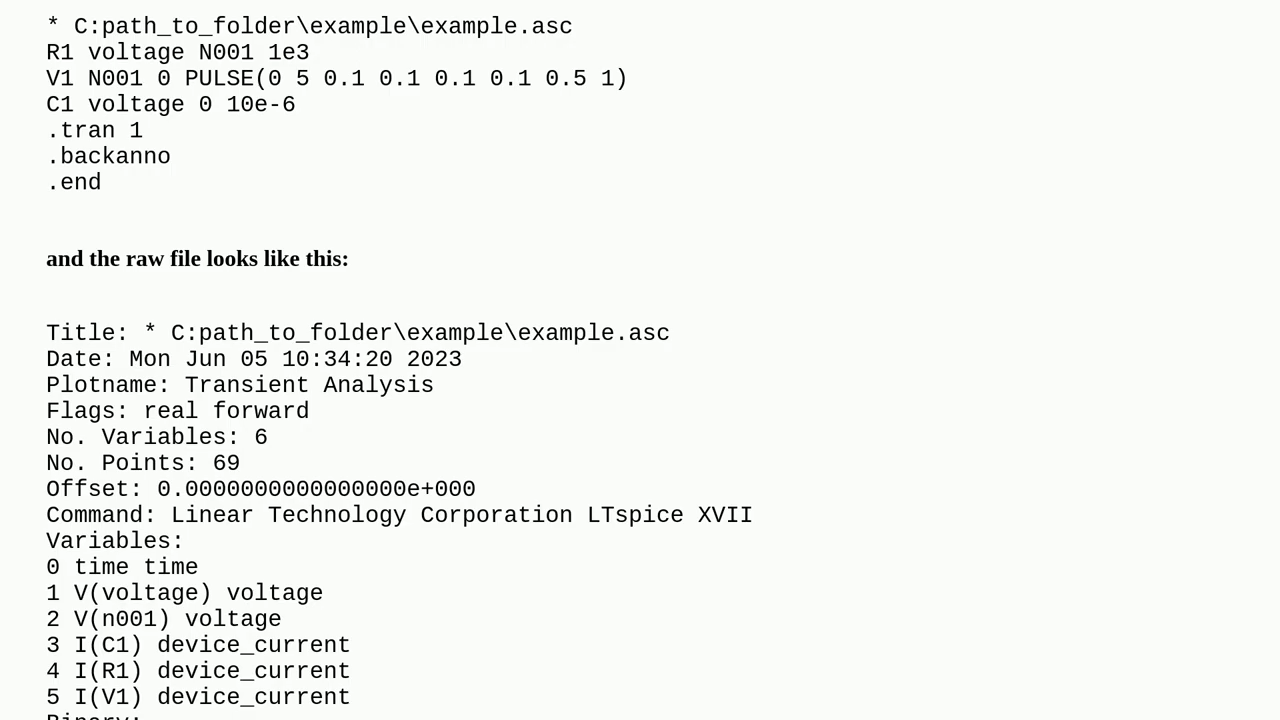 * C:path_to_folder\example\example.asc
R1 voltage N001 1e3
V1 N001 0 PULSE(0 5 0.1 0.1 0.1 0.1 0.5 1)
C1 voltage 0 10e-6
.tran 1
.backanno
.end
and the raw file looks like this:
Title: * C:path_to_folder\example\example.asc
Date: Mon Jun 05 10:34:20 2023
Plotname: Transient Analysis
Flags: real forward
No. Variables: 6
No. Points: 69
Offset: 0.0000000000000000e+000
Command: Linear Technology Corporation LTspice XVII
Variables:
0 time time
1 V(voltage) voltage
2 V(n001) voltage
3 I(C1) device_current
4 I(R1) device_current
5 I(V1) device_current
Binary: